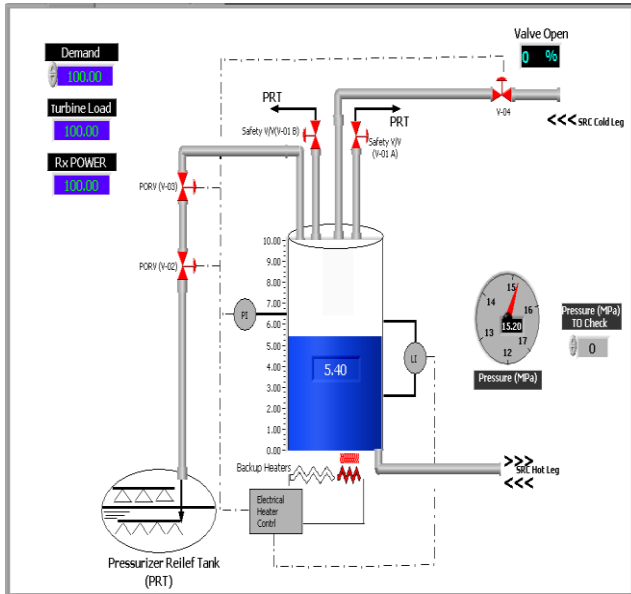 Demand
100.00
Turbine Load
100.00
Rx POWER
100.00
Valve Open
0 %
PRT
PRT
Safety V/V(V-01 B)
Safety V/V
(V-01 A)
V-04
<<< SRC Cold Leg
PORV (V-03)
PORV (V-02)
10.00
9.00
8.00
7.00
6.00
5.00
4.00
3.00
2.00
1.00
0.00
PI
LI
5.40
15
14
16
13
17
12
15.20
Pressure (MPa)
Pressure (MPa)
TO Check
0
Backup Heaters
Electrical
Heater
Contrl
>>>
SRC Hot Leg
<<<
Pressurizer Reilef Tank
(PRT)